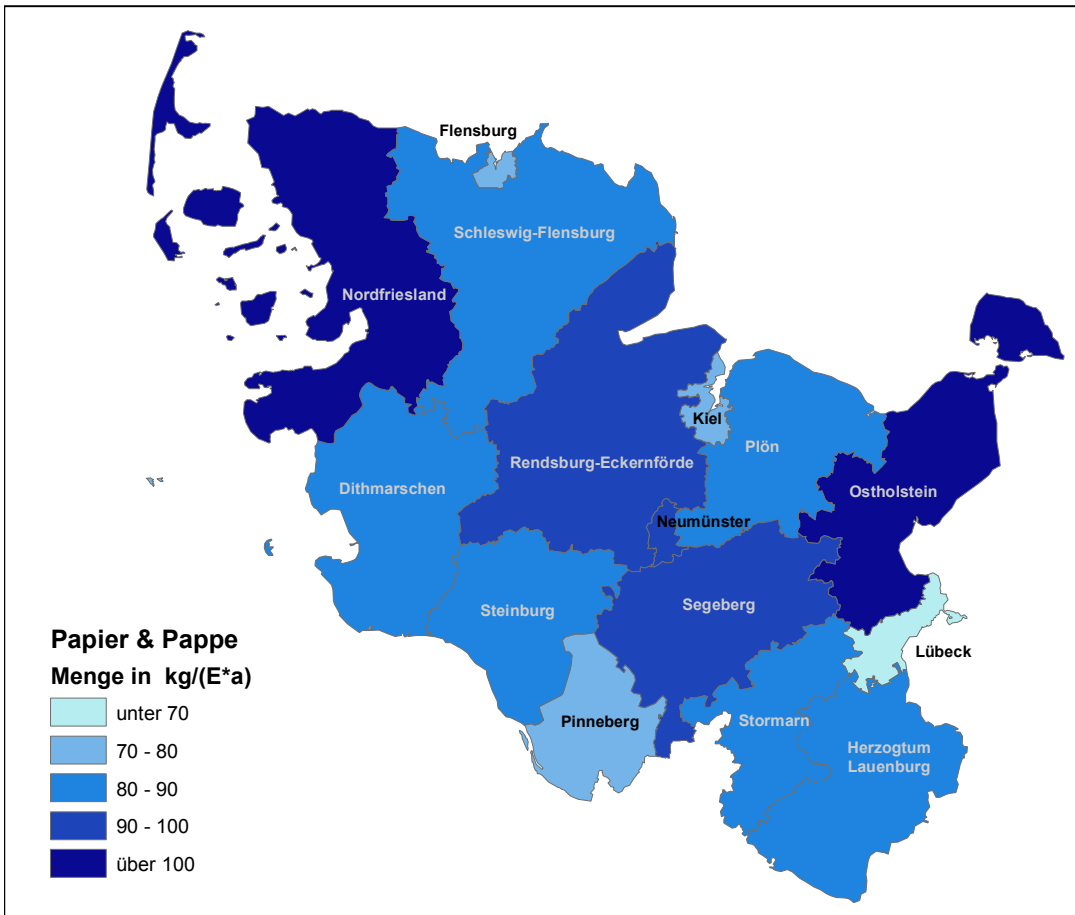 Flensburg
Schleswig-Flensburg
Nordfriesland
Kiel
Plön
Rendsburg-Eckernförde
Dithmarschen
Ostholstein
Neumünster
Steinburg
Segeberg
Lübeck
Pinneberg
Stormarn
Herzogtum
Lauenburg
Papier & Pappe
Menge in kg/(E*a)
unter 70
70 - 80
80 - 90
90 - 100
über 100